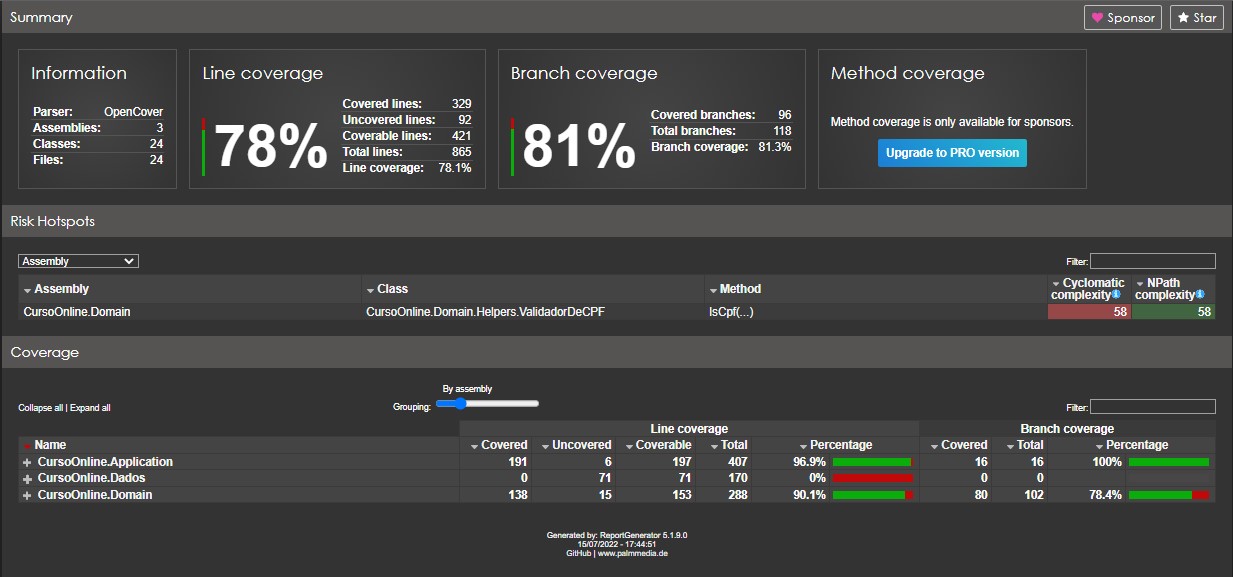 Summary
Sponsor
Star
Information
Parser: OpenCover
Assemblies: 3
Classes: 24
Files: 24
Line coverage
78%
Covered lines: 329
Uncovered lines: 92
Coverable lines: 421
Total lines: 865
Line coverage: 78.1%
Branch coverage
81%
Covered branches: 96
Total branches: 118
Branch coverage: 81.3%
Method coverage
Method coverage is only available for sponsors.
Upgrade to PRO version
Risk Hotspots
Assembly
Filter:
Assembly Class Method Cyclomatic complexity NPath complexity
CursoOnline.Domain CursoOnline.Domain.Helpers.ValidadorDeCPF IsCpf(...) 58 58
Coverage
Collapse all | Expand all
By assembly
Grouping:
Filter:
Line coverage Branch coverage
Name Covered Uncovered Coverable Total Percentage Covered Total Percentage
CursoOnline.Application 191 6 197 407 96.9% 16 16 100%
CursoOnline.Dados 0 71 71 170 0% 0 0
CursoOnline.Domain 138 15 153 288 90.1% 80 102 78.4%
Generated by: ReportGenerator 5.1.9.0
15/07/2022 - 17:44:51
GitHub | www.palmmedia.de